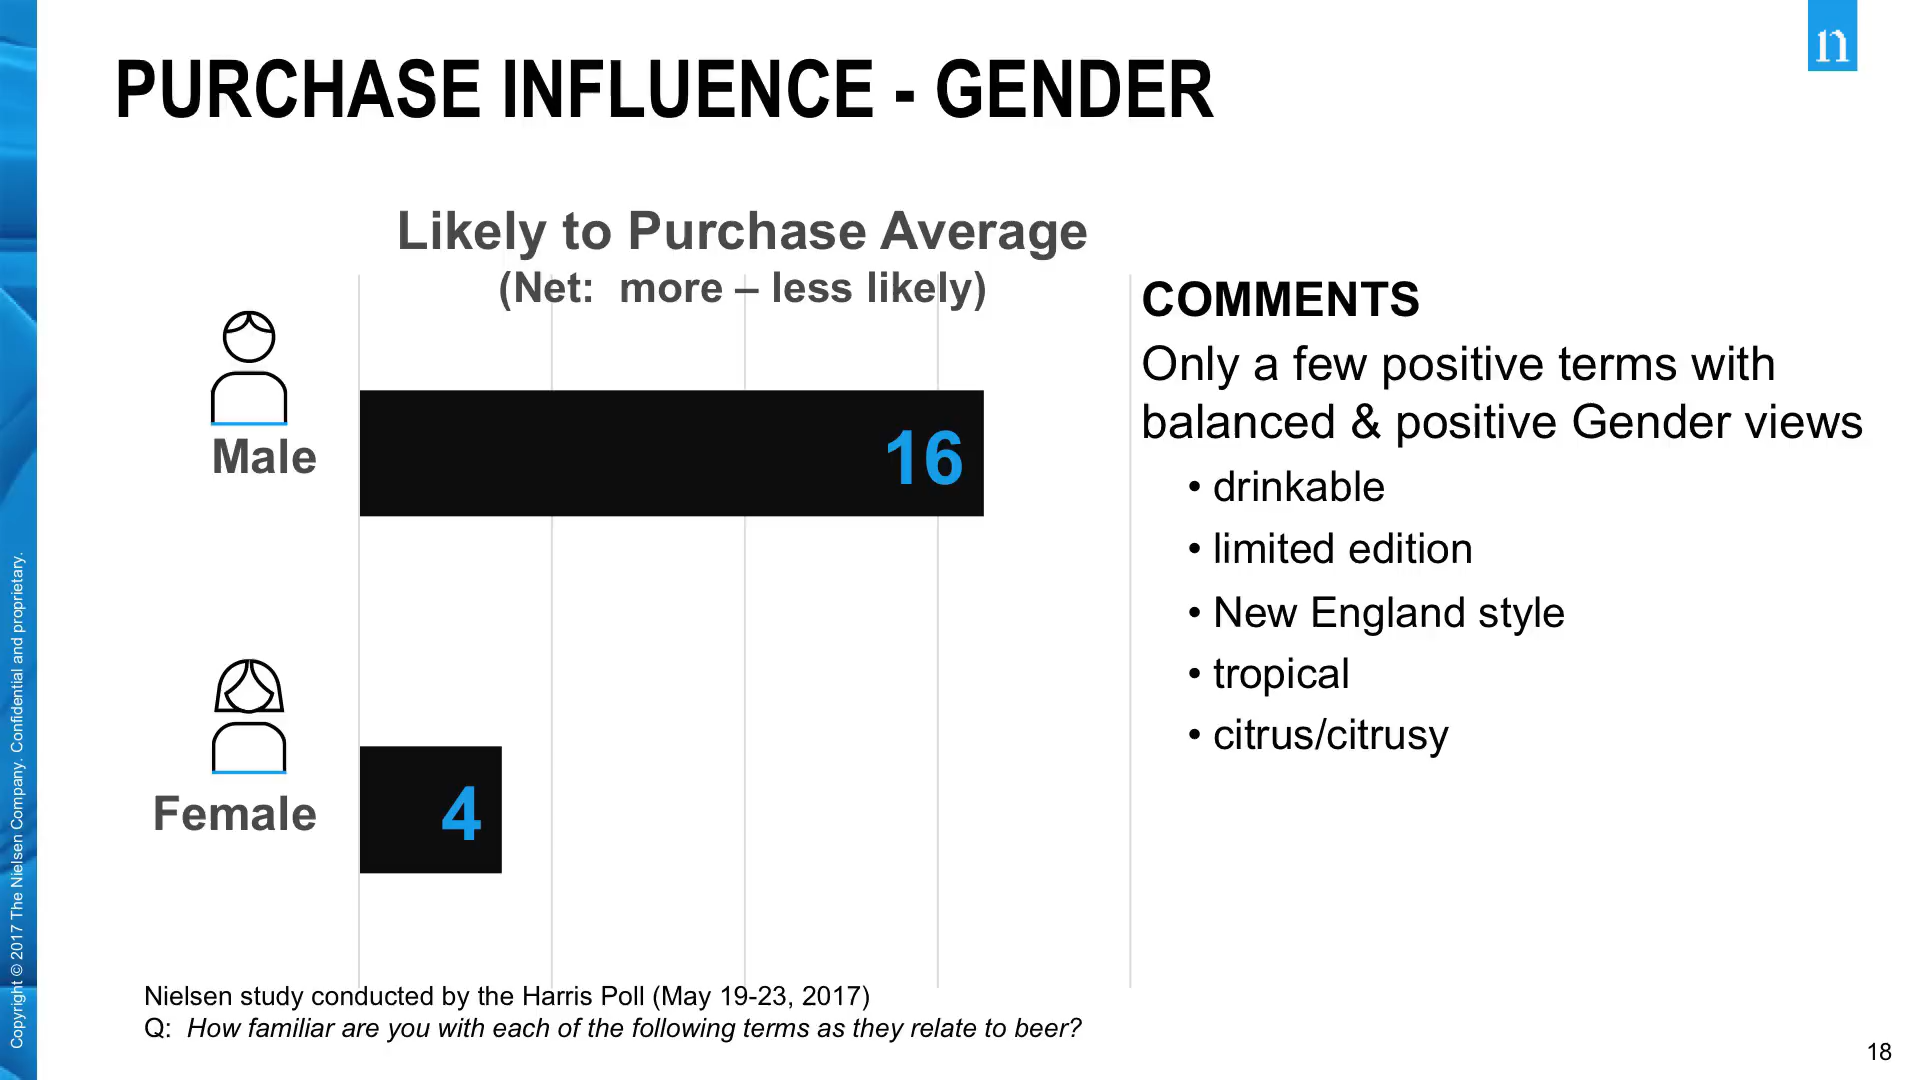 PURCHASE INFLUENCE - GENDER
n
Likely to Purchase Average
(Net:  more – less likely)
Male
16
Female
4
COMMENTS
Only a few positive terms with
balanced & positive Gender views
• drinkable
• limited edition
• New England style
• tropical
• citrus/citrusy
Nielsen study conducted by the Harris Poll (May 19-23, 2017)
Q:  How familiar are you with each of the following terms as they relate to beer?
Copyright © 2017 The Nielsen Company. Confidential and proprietary.
18